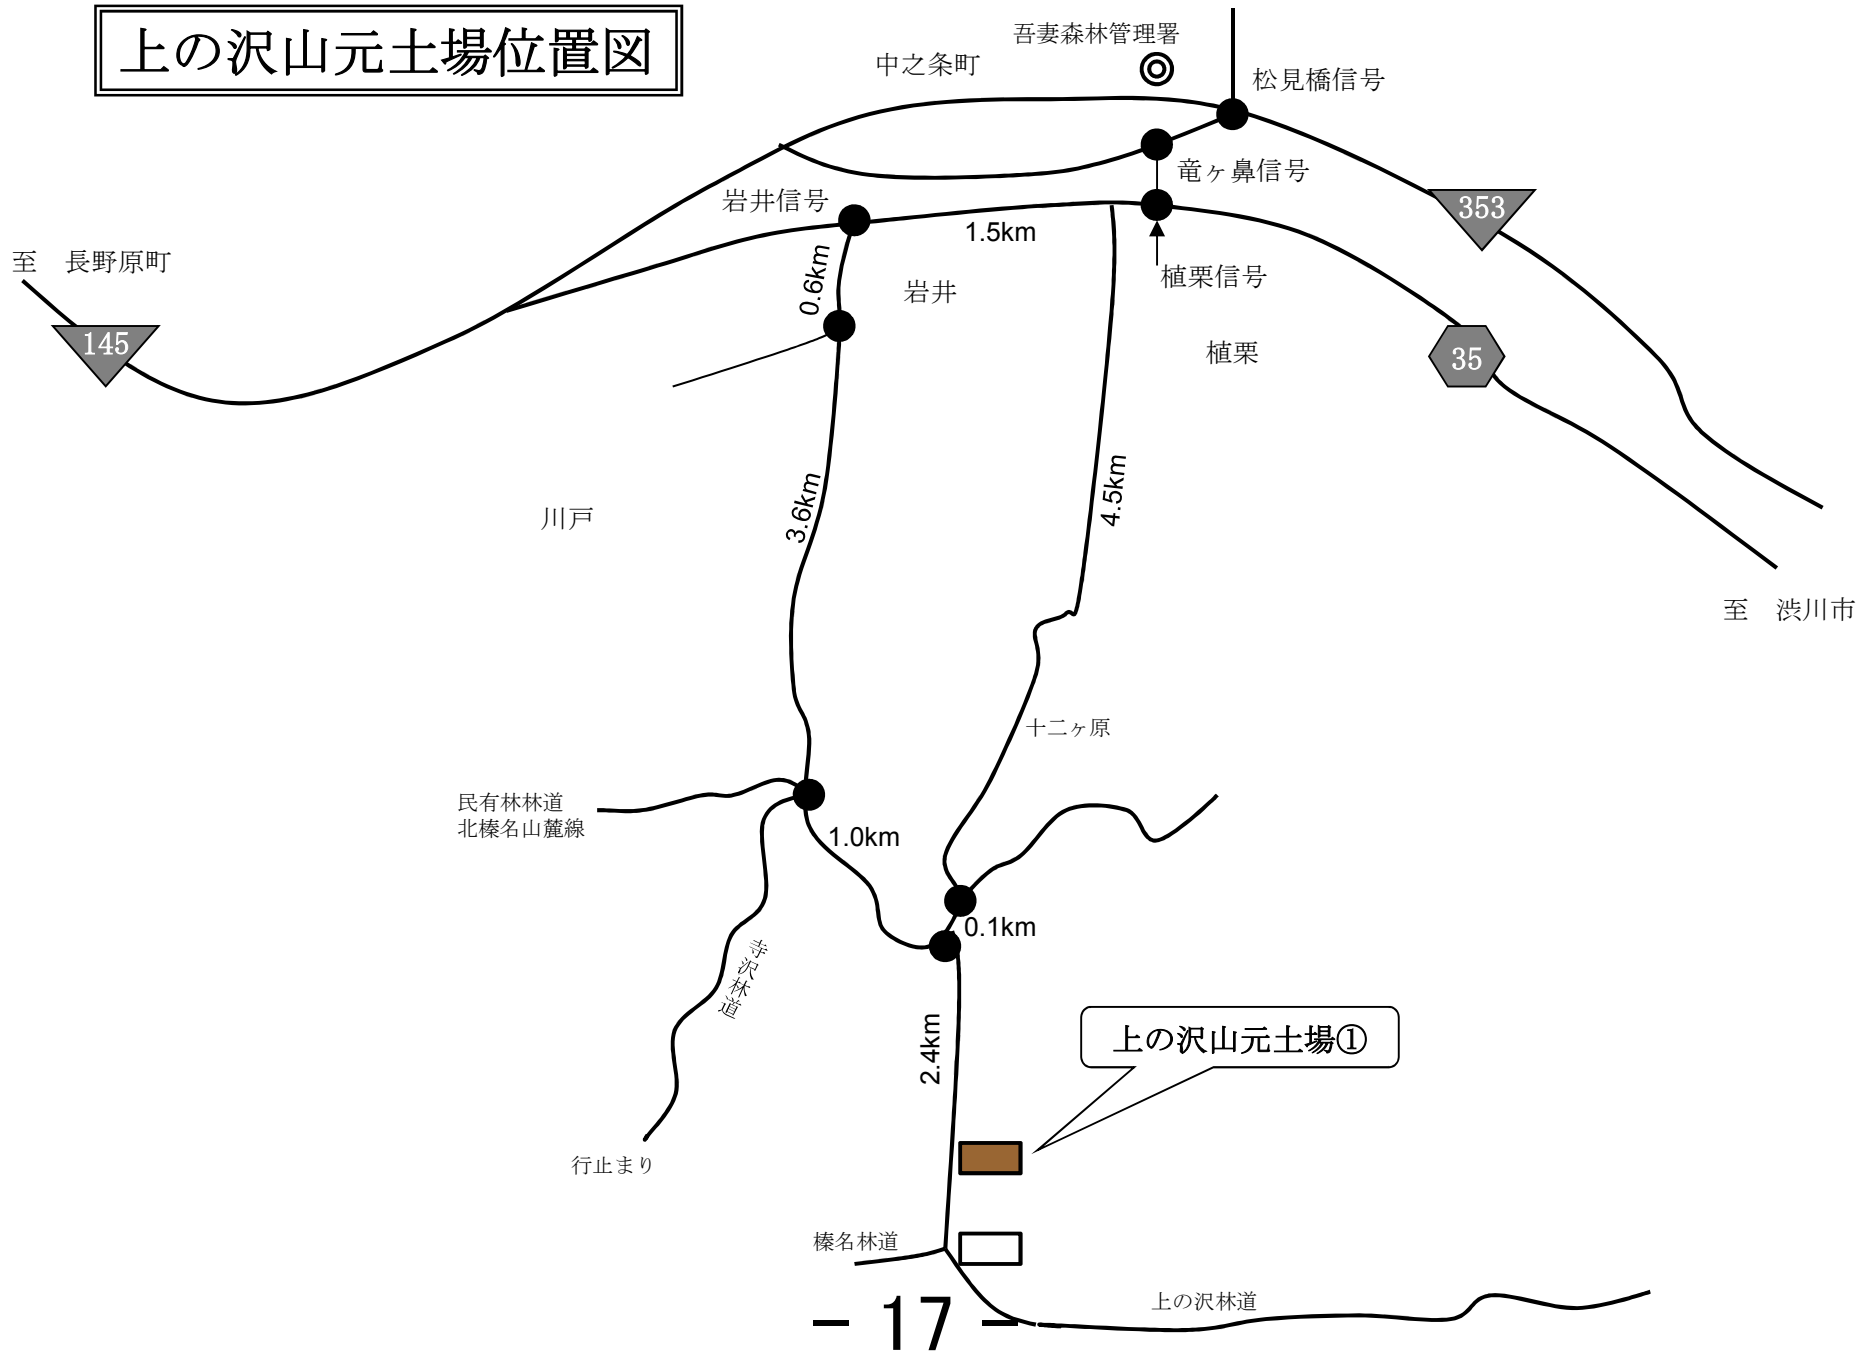 上の沢山元土場位置図
吾妻森林管理署
中之条町
松見橋信号
竜ヶ鼻信号
岩井信号
353
1.5km
至　長野原町
0.6km
岩井
植栗信号
145
植栗
35
3.6km
4.5km
川戸
至　渋川市
十二ヶ原
民有林林道
北榛名山麓線
1.0km
0.1km
寺沢林道
2.4km
上の沢山元土場①
行止まり
榛名林道
上の沢林道
－ 17 －